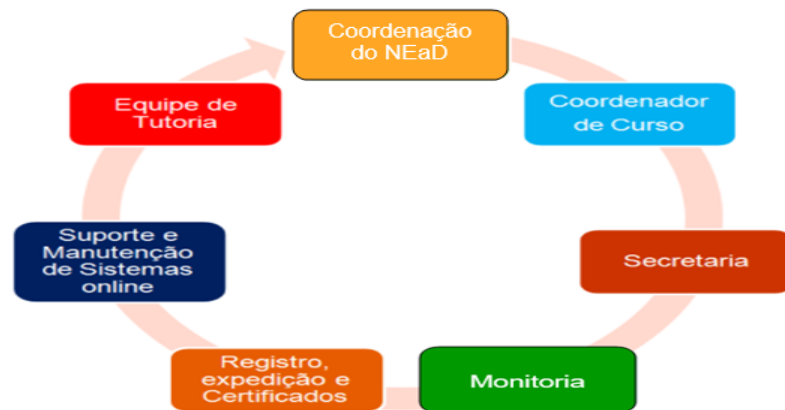 Coordenação
do NEaD
Coordenador
de Curso
Secretaria
Monitoria
Registro,
expedição e
Certificados
Suporte e
Manutenção
de Sistemas
online
Equipe de
Tutoria